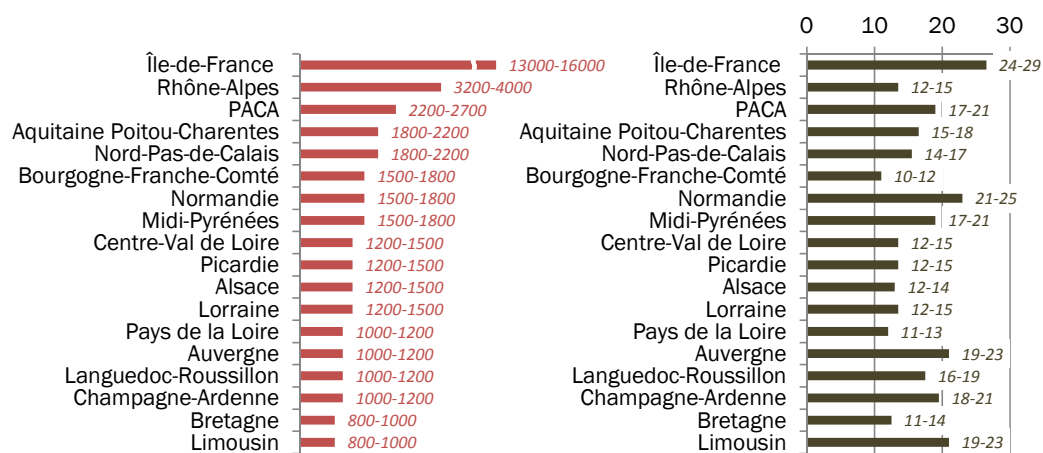 0 10 20 30
Île-de-France 13000-16000 Île-de-France 24-29
Rhône-Alpes 3200-4000 Rhône-Alpes 12-15
PACA 2200-2700 PACA 17-21
Aquitaine Poitou-Charentes 1800-2200 Aquitaine Poitou-Charentes 15-18
Nord-Pas-de-Calais 1800-2200 Nord-Pas-de-Calais 14-17
Bourgogne-Franche-Comté 1500-1800 Bourgogne-Franche-Comté 10-12
Normandie 1500-1800 Normandie 21-25
Midi-Pyrénées 1500-1800 Midi-Pyrénées 17-21
Centre-Val de Loire 1200-1500 Centre-Val de Loire 12-15
Picardie 1200-1500 Picardie 12-15
Alsace 1200-1500 Alsace 12-14
Lorraine 1200-1500 Lorraine 12-15
Pays de la Loire 1000-1200 Pays de la Loire 11-13
Auvergne 1000-1200 Auvergne 19-23
Languedoc-Roussillon 1000-1200 Languedoc-Roussillon 16-19
Champagne-Ardenne 1000-1200 Champagne-Ardenne 18-21
Bretagne 800-1000 Bretagne 11-14
Limousin 800-1000 Limousin 19-23